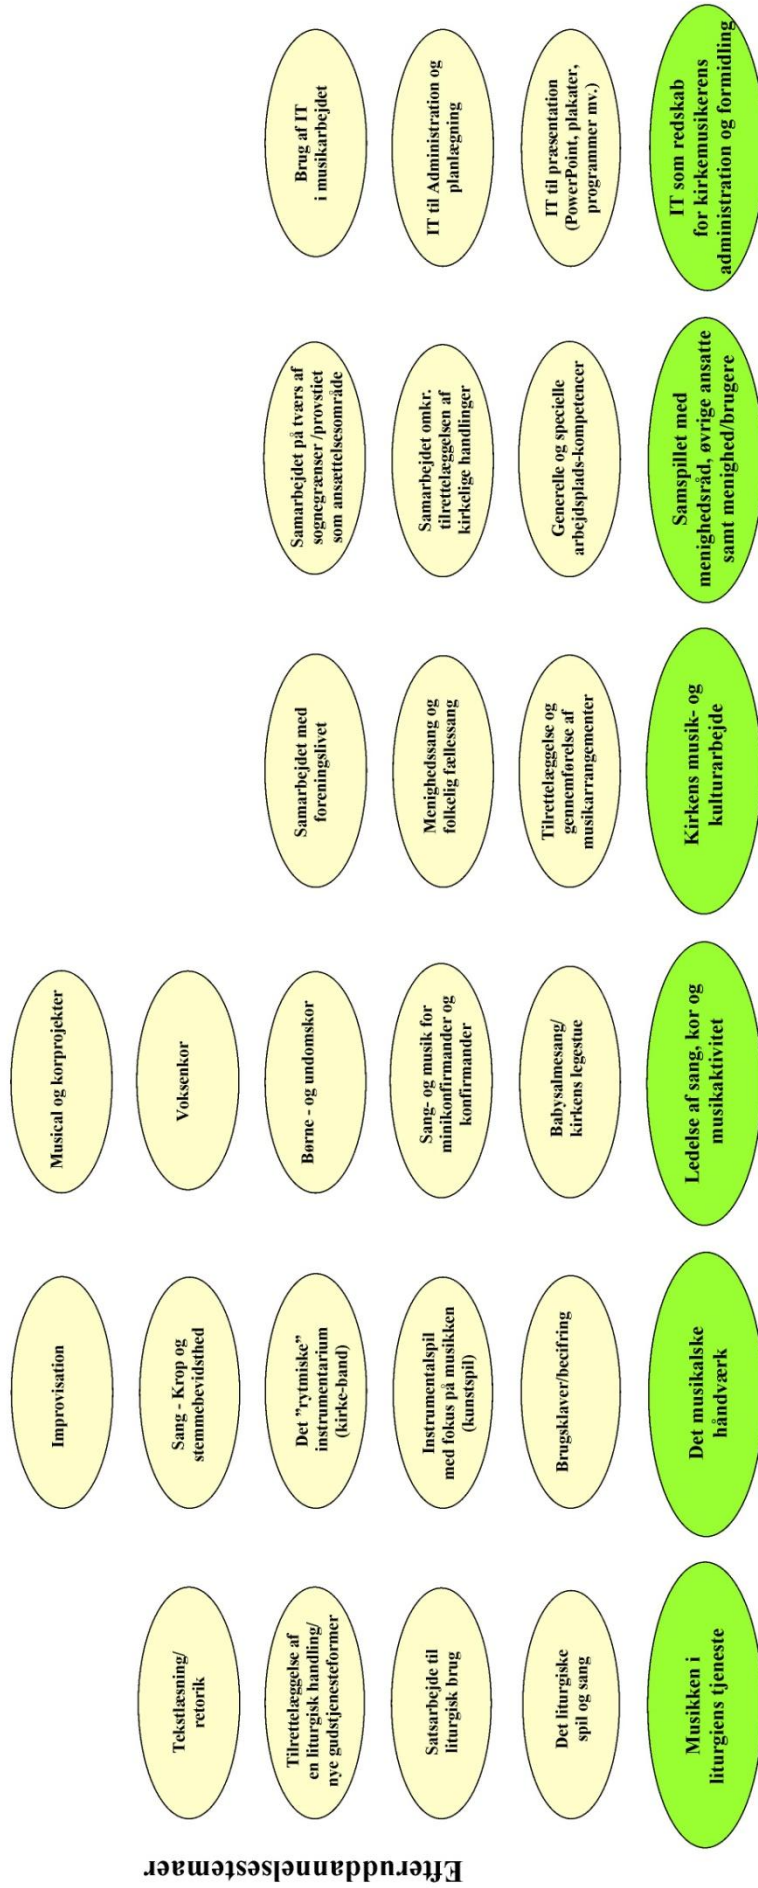 Efteruddannelsestemaer
Tekstlæsning/
retorik
Tilrettelæggelse af
en liturgisk handling/
nye gudstjenesteformer
Satsarbejde til
liturgisk brug
Det liturgiske
spil og sang
Musikken i
liturgiens tjeneste
Improvisation
Sang - Krop og
stemmebevidsthed
Det ”rytmiske”
instrumentarium
(kirke-band)
Instrumentalspil
med fokus på musikken
(kunstspil)
Brugsklaver/becifring
Det musikalske
håndværk
Musical og korprojekter
Voksenkor
Børne - og undomskor
Sang- og musik for
minikonfirmander og
konfirmander
Babysalmesang/
kirkens legestue
Ledelse af sang, kor og
musikaktivitet
Samarbejdet med
foreningslivet
Menighedssang og
folkelig fællessang
Tilrettelæggelse og
gennemførelse af
musikarrangementer
Kirkens musik- og
kulturarbejde
Samarbejdet på tværs af
sognegrænser /provstiet
som ansættelsesområde
Samarbejdet omkr.
tilrettelæggelsen af
kirkelige handlinger
Generelle og specielle
arbejdsplads-kompetencer
Samspillet med
menighedsråd, øvrige ansatte
samt menighed/brugere
Brug af IT
i musikarbejdet
IT til Administration og
planlægning
IT til præsentation
(PowerPoint, plakater,
programmer mv.)
IT som redskab
for kirkemusikerens
administration og formidling